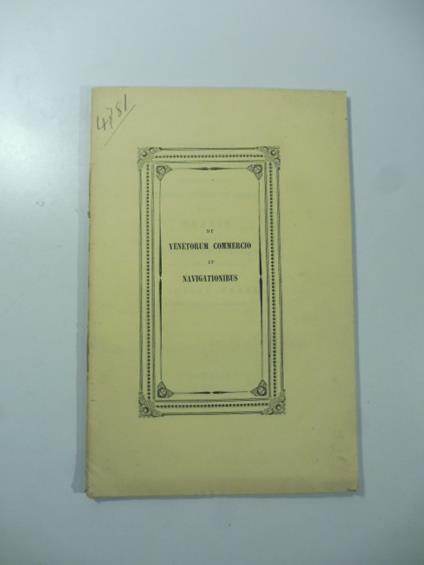 4781
DE
VENETORUM COMMERCIO
ET
NAVIGATIONIBUS